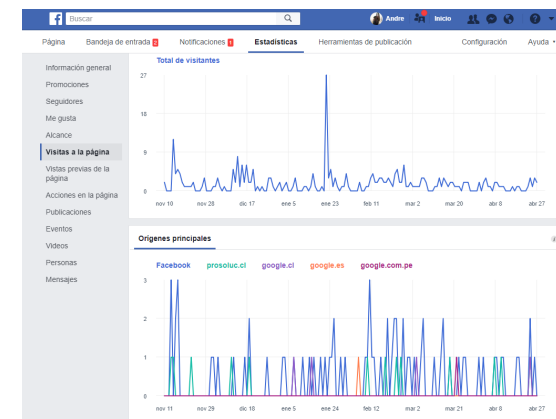 Buscar
Andre
Inicio
Página
Bandeja de entrada
Notificaciones
Estadísticas
Herramientas de publicación
Configuración
Ayuda
Información general
Promociones
Seguidores
Me gusta
Alcance
Visitas a la página
Vistas previas de la
página
Acciones en la página
Publicaciones
Eventos
Videos
Personas
Mensajes
Total de visitantes
27
18
9
0
nov 10 nov 28 dic 17 ene 5 ene 23 feb 11 mar 2 mar 20 abr 8 abr 27
Orígenes principales
Facebook prosoluc.cl google.cl google.es google.com.pe
3
2
1
0
nov 11 nov 29 dic 18 ene 5 ene 24 feb 12 mar 2 mar 21 abr 8 abr 27